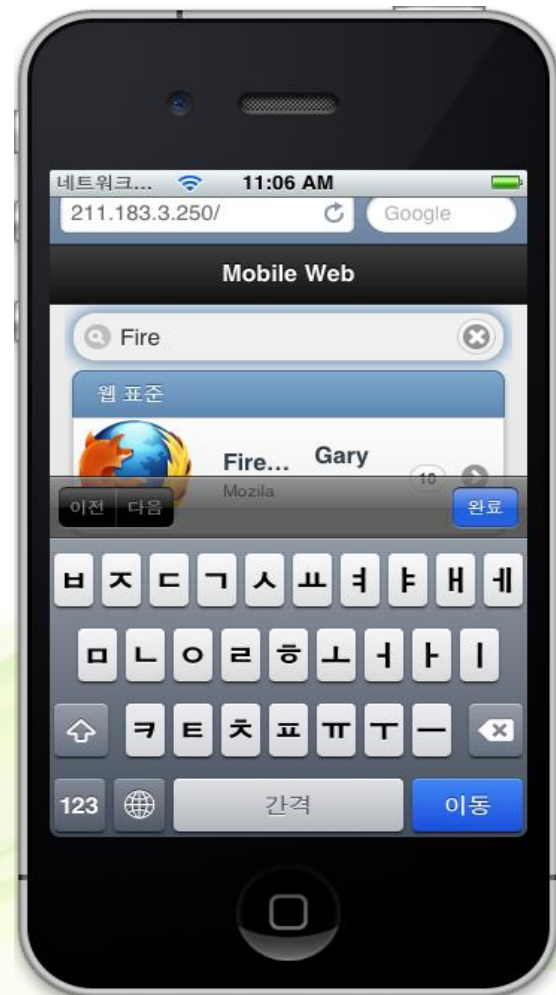 네트워크... 11:06 AM
211.183.3.250/ Google
Mobile Web
Fire
웹 표준
Fire... Gary
Mozila 10
이전 다음 완료
ㅂ ㅈ ㄷ ㄱ ㅅ ㅛ ㅕ ㅑ ㅐ ㅔ
ㅁ ㄴ ㅇ ㄹ ㅎ ㅗ ㅓ ㅏ ㅣ
ㅋ ㅌ ㅊ ㅍ ㅠ ㅜ ㅡ
123 간격 이동